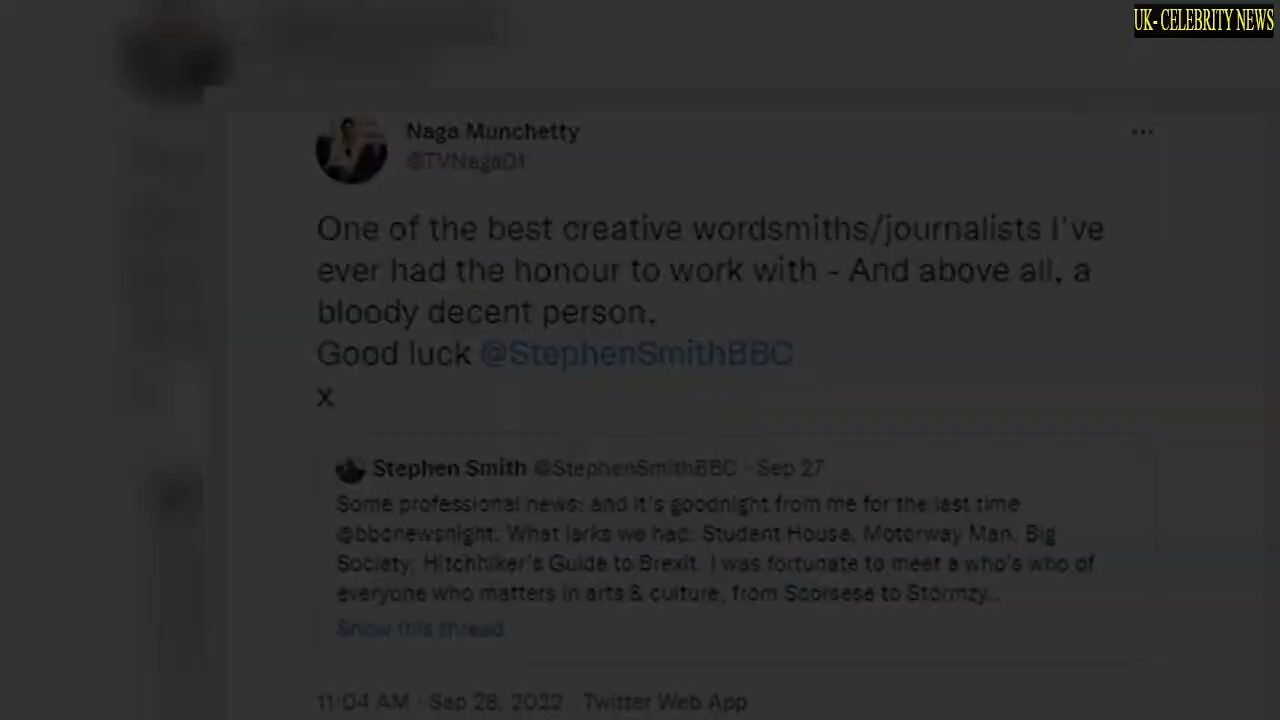 UK- CELEBRITY NEWS
Naga Munchetty
@TVNaga01
One of the best creative wordsmiths/journalists I've
ever had the honour to work with - And above all, a
bloody decent person.
Good luck @StephenSmithBBC
x
Stephen Smith @StephenSmithBBC · Sep 27
Some professional news: and it's goodnight from me for the last time
@bbcnewsnight. What larks we had: Student House, Motorway Man, Big
Society, Hitchhiker's Guide to Brexit. I was fortunate to meet a who's who of
everyone who matters in arts & culture, from Scorsese to Stormzy...
Show this thread
11:04 AM · Sep 28, 2022 · Twitter Web App